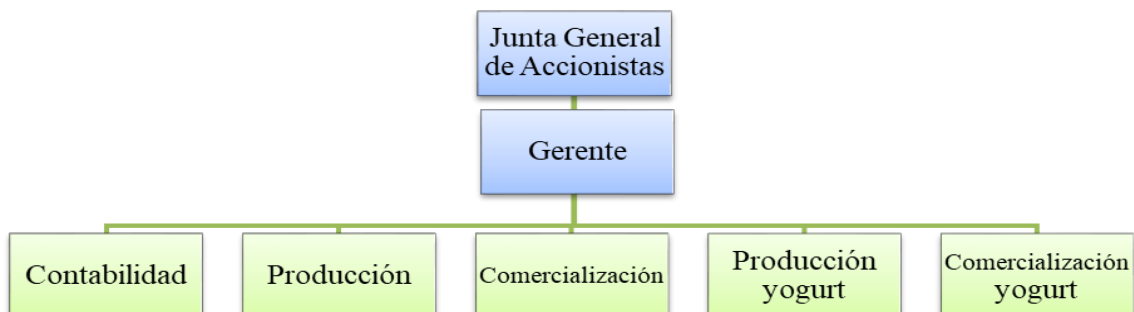 Junta General
de Accionistas
Gerente
Contabilidad
Producción
Comercialización
Producción
yogurt
Comercialización
yogurt